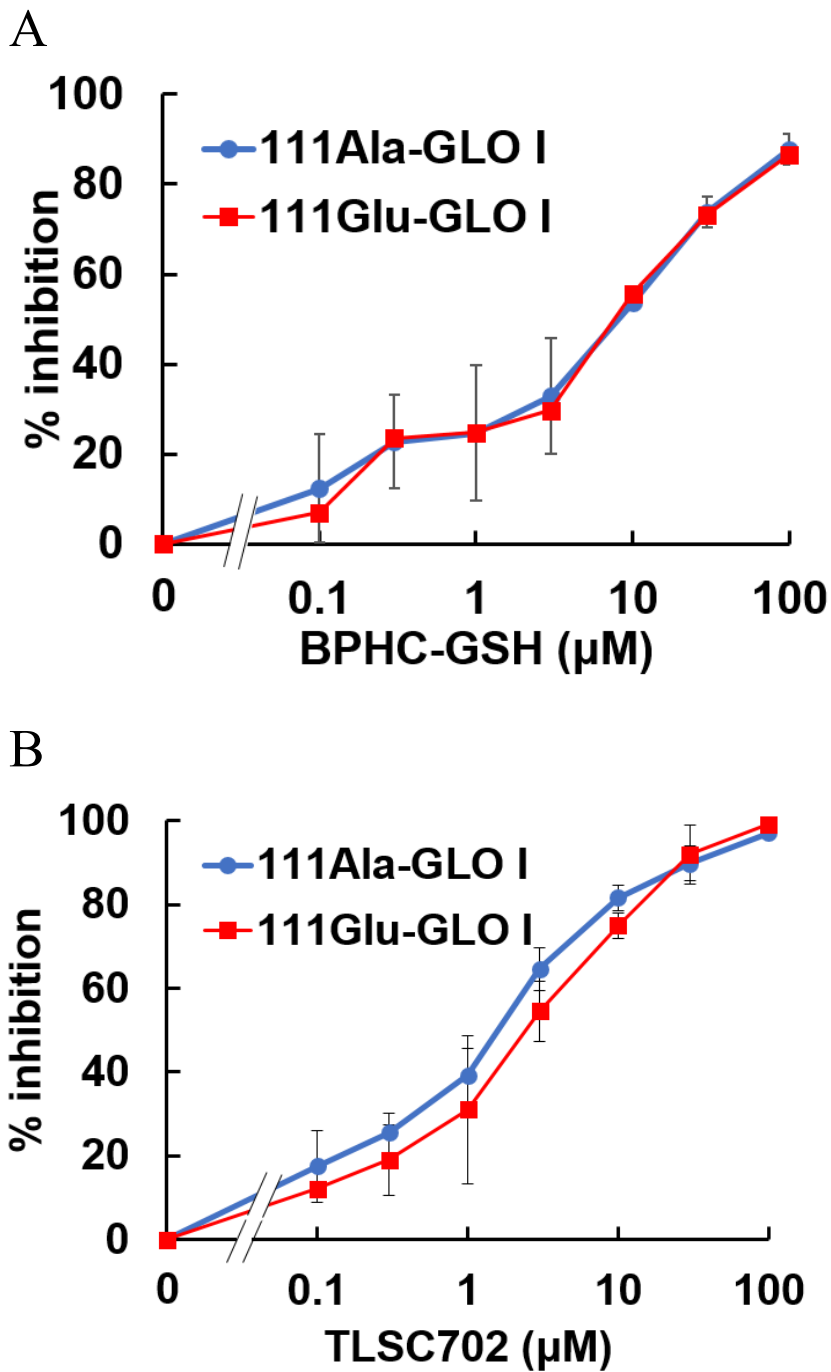 A
100
80
60
40
20
0
% inhibition
111Ala-GLO I
111Glu-GLO I
0 0.1 1 10 100
BPHC-GSH (µM)
B
100
80
60
40
20
0
% inhibition
111Ala-GLO I
111Glu-GLO I
0 0.1 1 10 100
TLSC702 (µM)